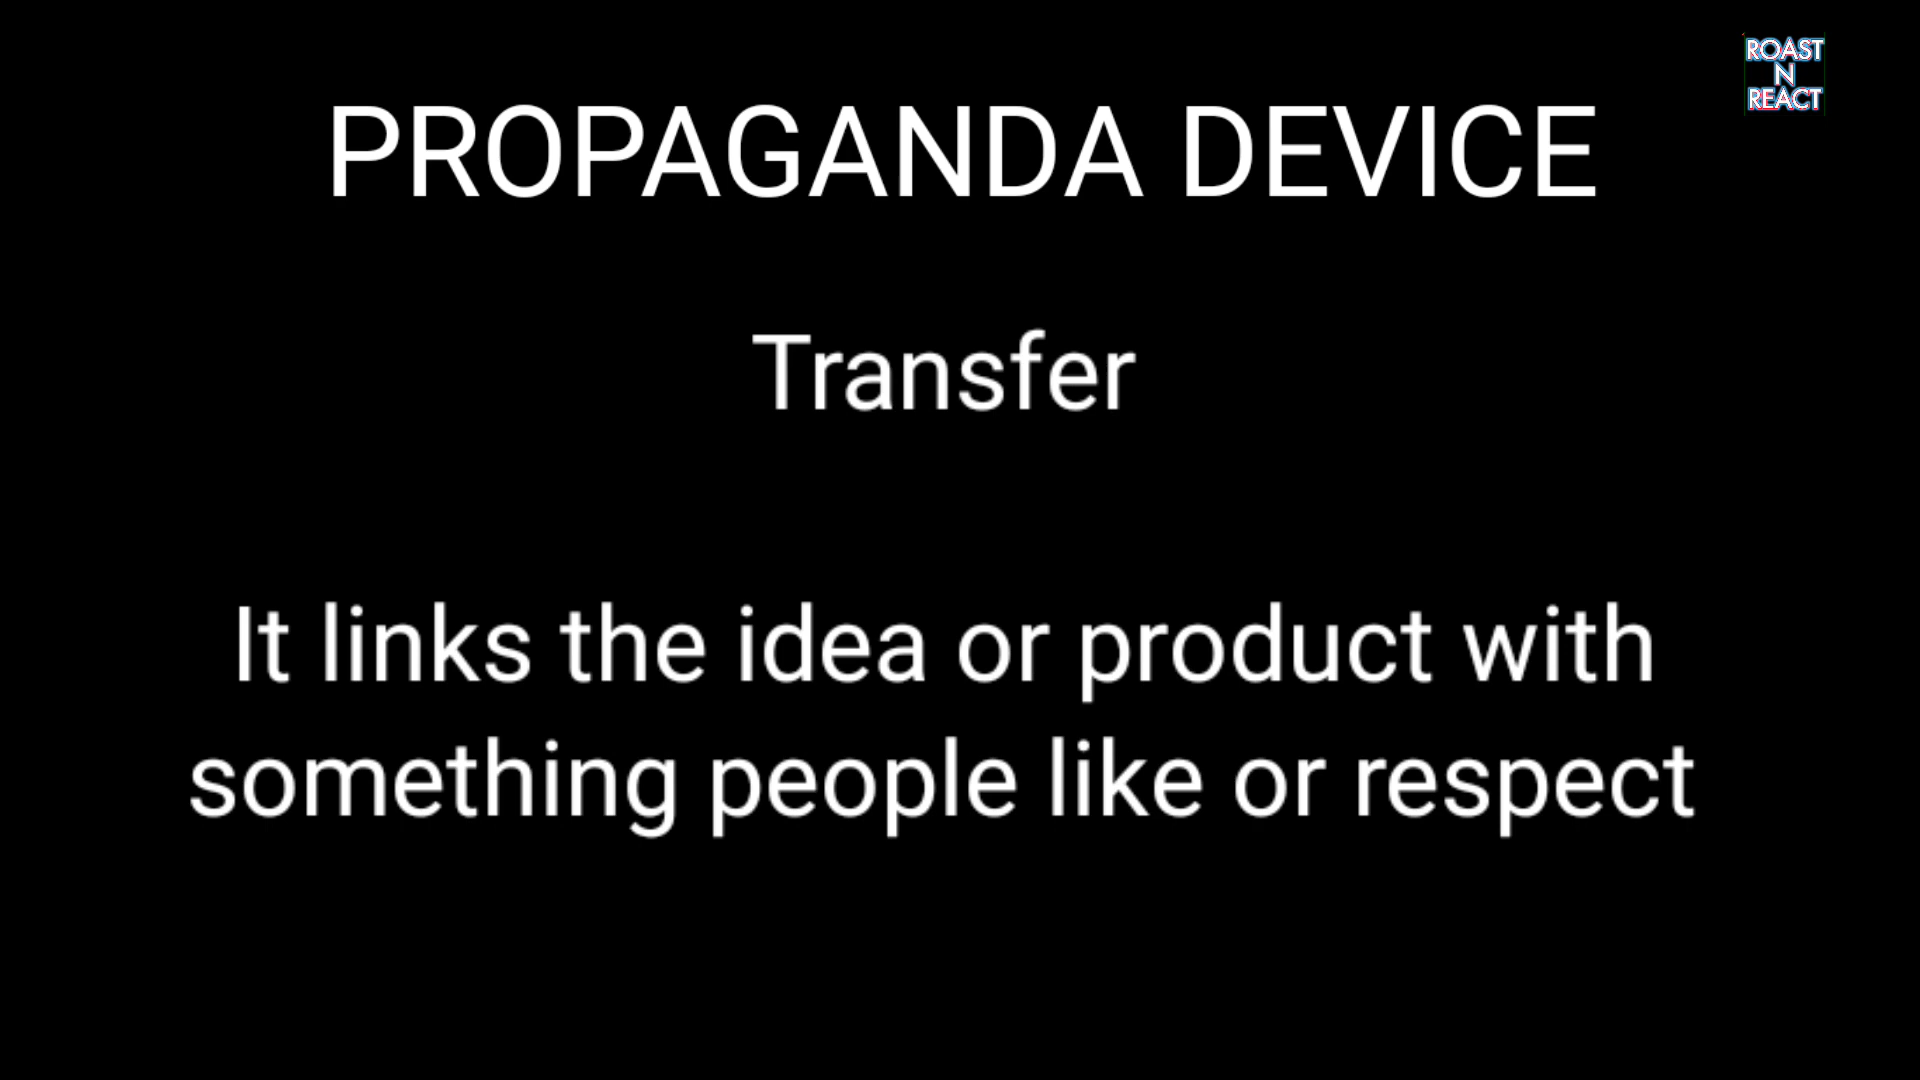 ROAST
N
REACT
PROPAGANDA DEVICE
Transfer
It links the idea or product with
something people like or respect